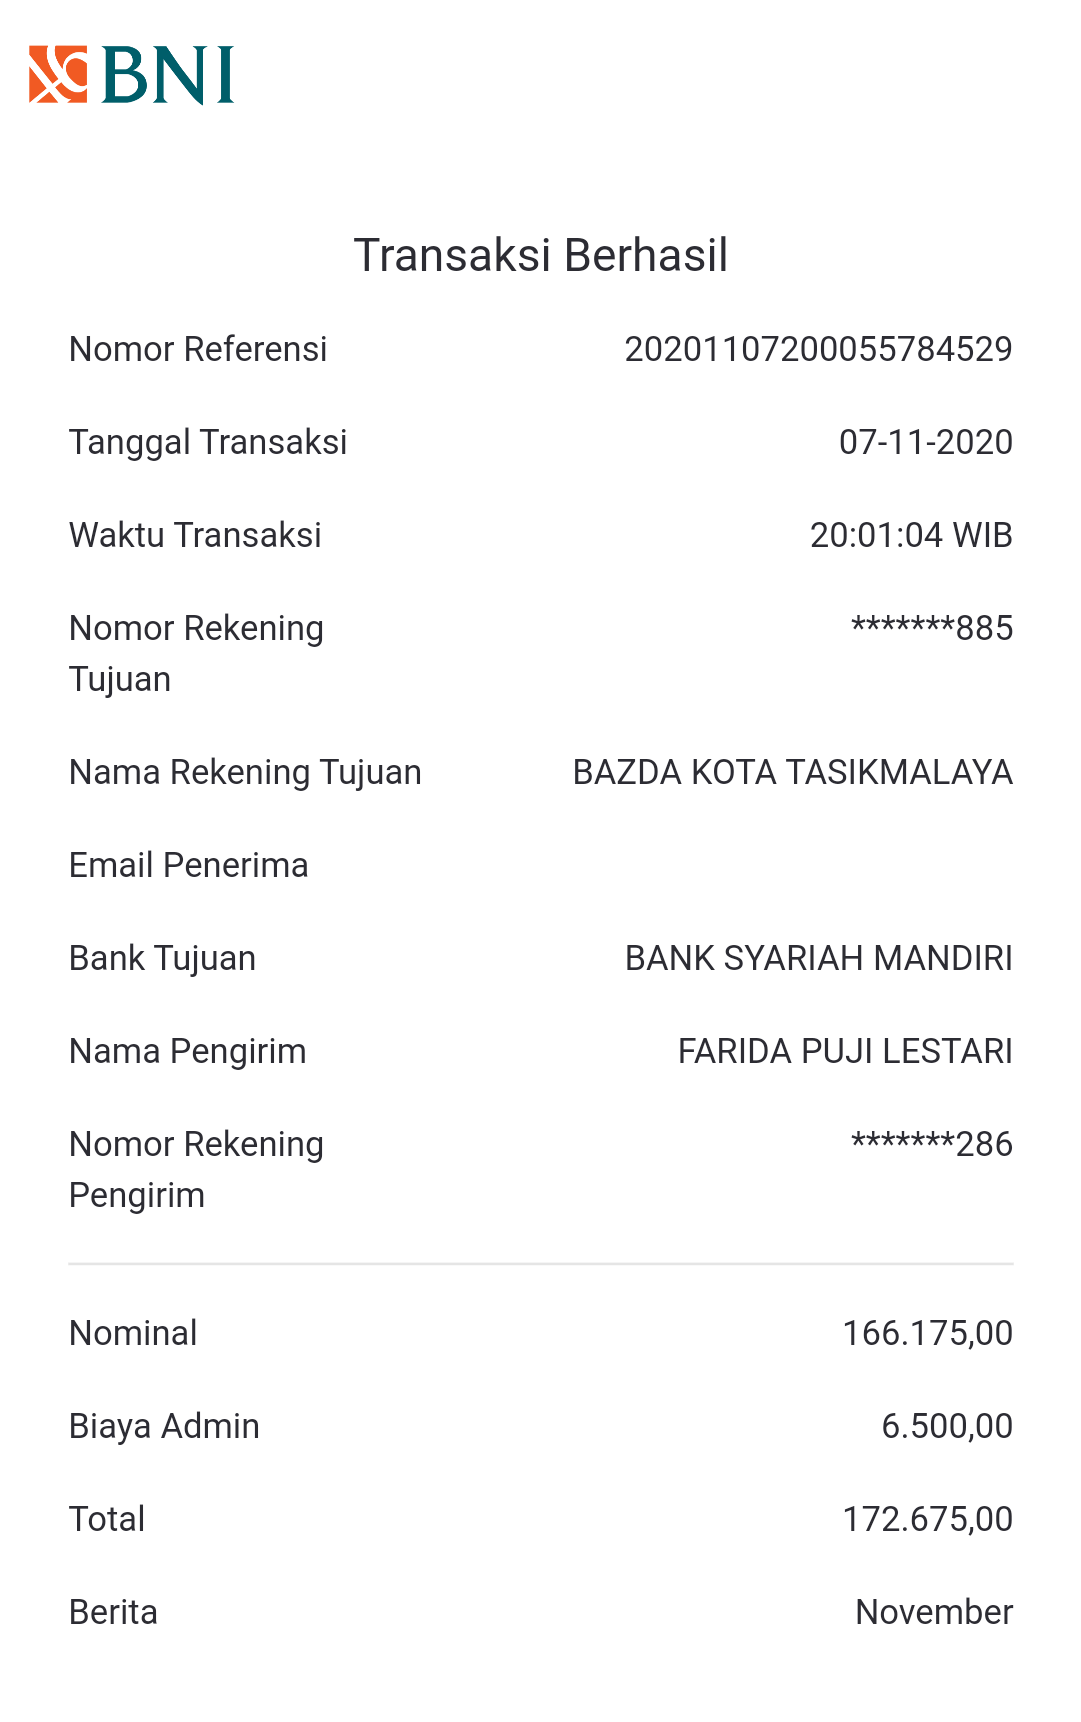 BNI
Transaksi Berhasil
Nomor Referensi 20201107200055784529
Tanggal Transaksi 07-11-2020
Waktu Transaksi 20:01:04 WIB
Nomor Rekening *******885
Tujuan
Nama Rekening Tujuan BAZDA KOTA TASIKMALAYA
Email Penerima
Bank Tujuan BANK SYARIAH MANDIRI
Nama Pengirim FARIDA PUJI LESTARI
Nomor Rekening *******286
Pengirim
Nominal 166.175,00
Biaya Admin 6.500,00
Total 172.675,00
Berita November